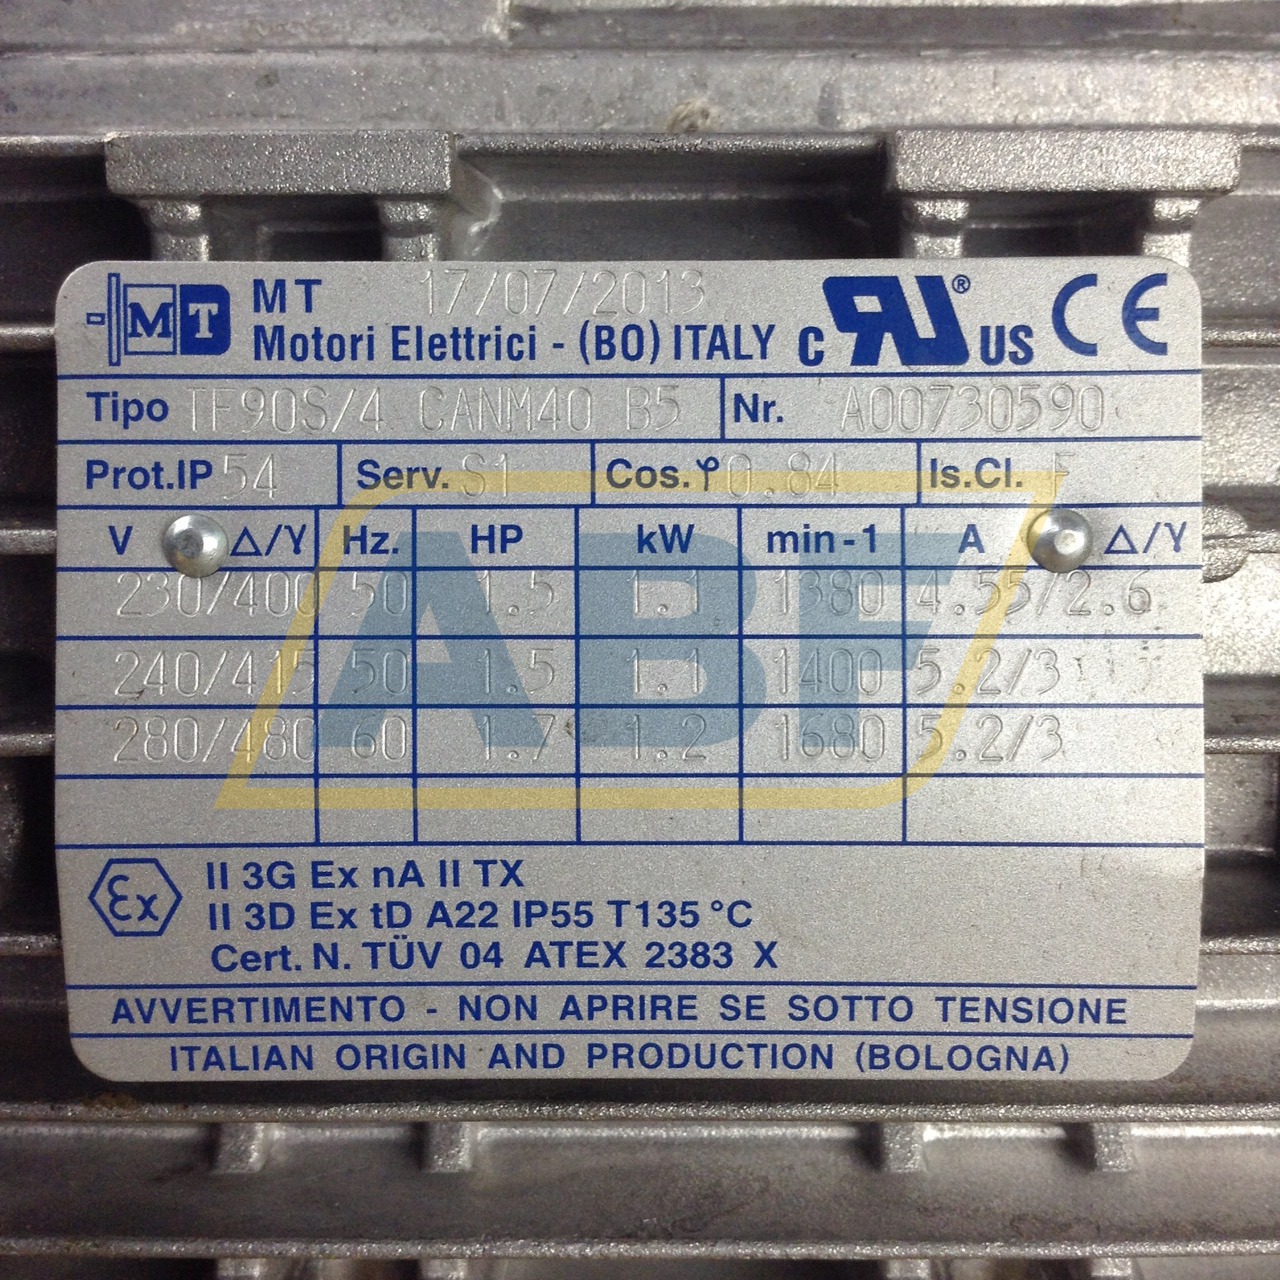 MT MT 17/07/2013
Motori Elettrici - (BO) ITALY C RU® US CE
Tipo TF90S/4 CANM40 B5 Nr. A00730590
Prot.IP 54 Serv. S1 Cos.φ 0.84 Is.Cl. F
V Δ/Y Hz. HP kW min-1 A Δ/Y
230/400 50 1.5 1.1 1380 4.55/2.6
240/415 50 1.5 1.1 1400 5.2/3
280/480 60 1.7 1.2 1680 5.2/3
ABF
Ex II 3G Ex nA II TX
II 3D Ex tD A22 IP55 T135 °C
Cert. N. TÜV 04 ATEX 2383 X
AVVERTIMENTO - NON APRIRE SE SOTTO TENSIONE
ITALIAN ORIGIN AND PRODUCTION (BOLOGNA)